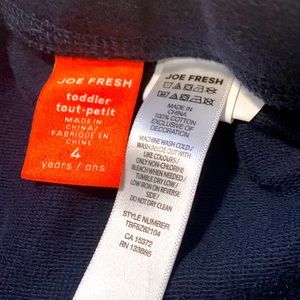 JOE FRESH
toddler
tout-petit
MADE IN
CHINA/
FABRIQUÉ EN
CHINE
4
years / ans
JOE FRESH
MADE IN
CHINA
100% COTTON
EXCLUSIVE OF
DECORATION
MACHINE WASH COLD /
WASH INSIDE OUT WITH
LIKE COLOURS /
ONLY NON-CHLORINE
BLEACH WHEN NEEDED /
TUMBLE DRY LOW /
LOW IRON ON REVERSE
SIDE /
DO NOT DRY CLEAN
STYLE NUMBER
CA 15372